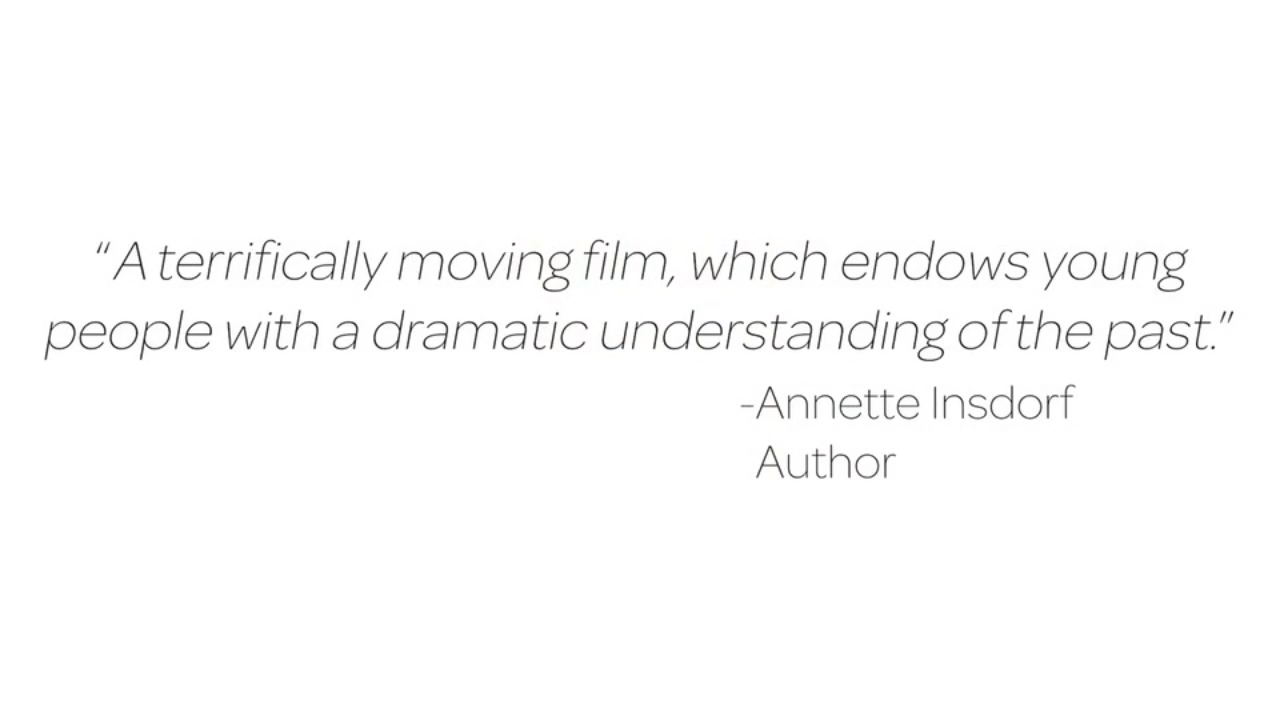 “A terrifically moving film, which endows young
people with a dramatic understanding of the past.”
-Annette Insdorf
Author